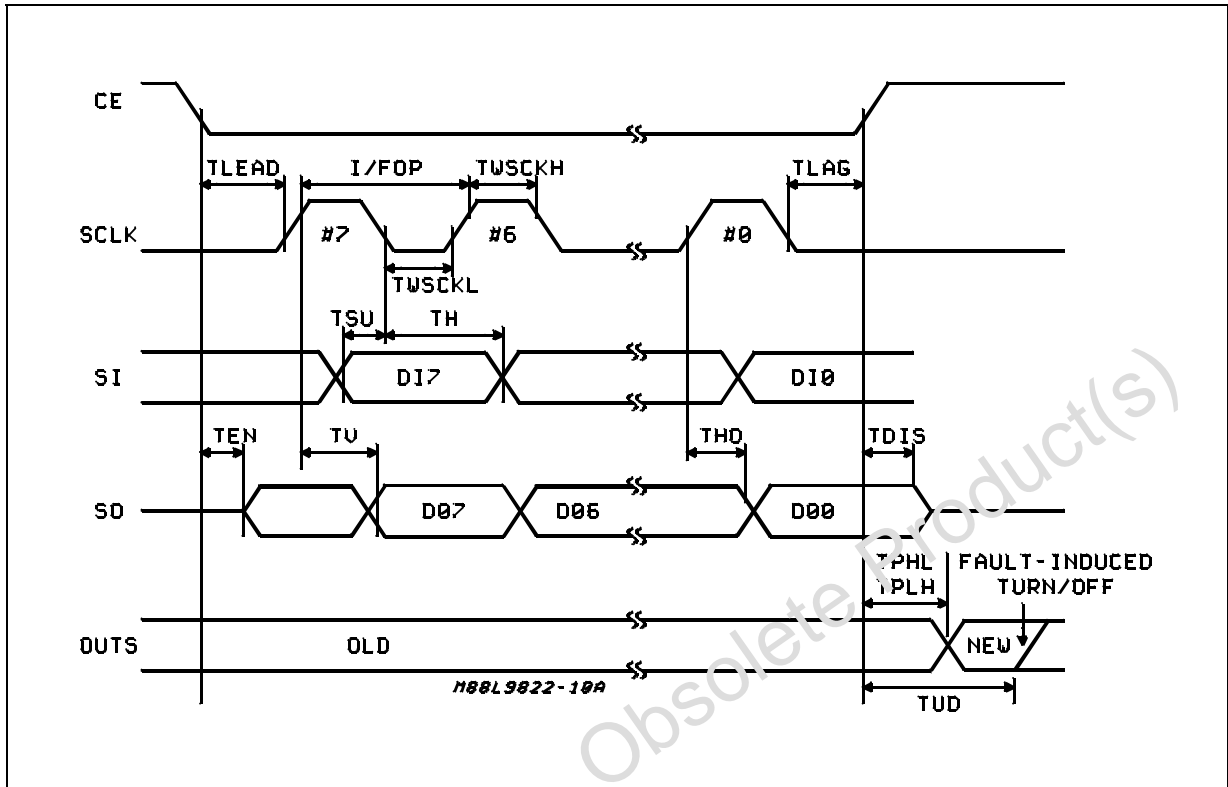 CE
TLEAD I/FOP TWSCKH TLAG
SCLK #7 #6 #0
TWSCKL
TSU TH
SI DI7 DI0
TEN TV THO TDIS
SO D07 D06 D00
TPHL FAULT-INDUCED
TPLH TURN/OFF
OUTS OLD NEW
M88L9822-10A
TUD
Obsolete Product(s)